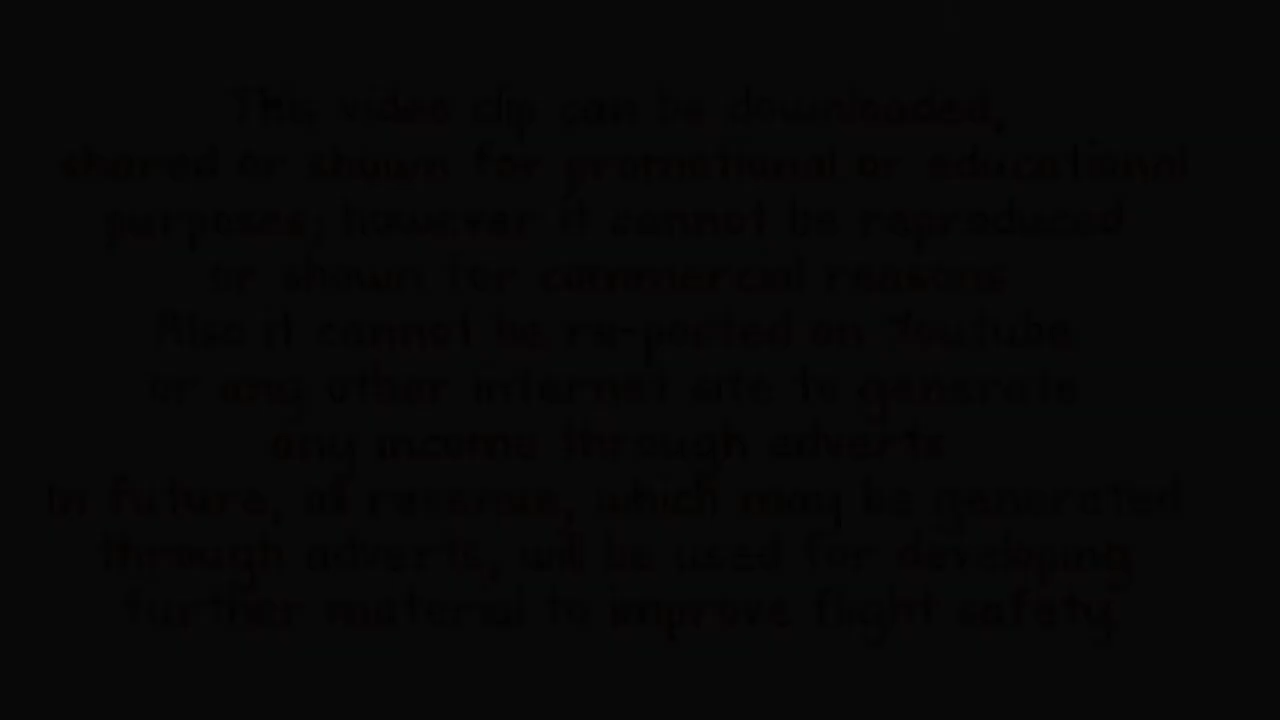 This video clip can be downloaded,
shared or shown for promotional or educational
purposes; however it cannot be reproduced
or shown for commercial reasons
Also it cannot be re-posted on YouTube
or any other internet site to generate
any income through adverts
In future, all revenue, which may be generated
through adverts, will be used for developing
further material to improve flight safety